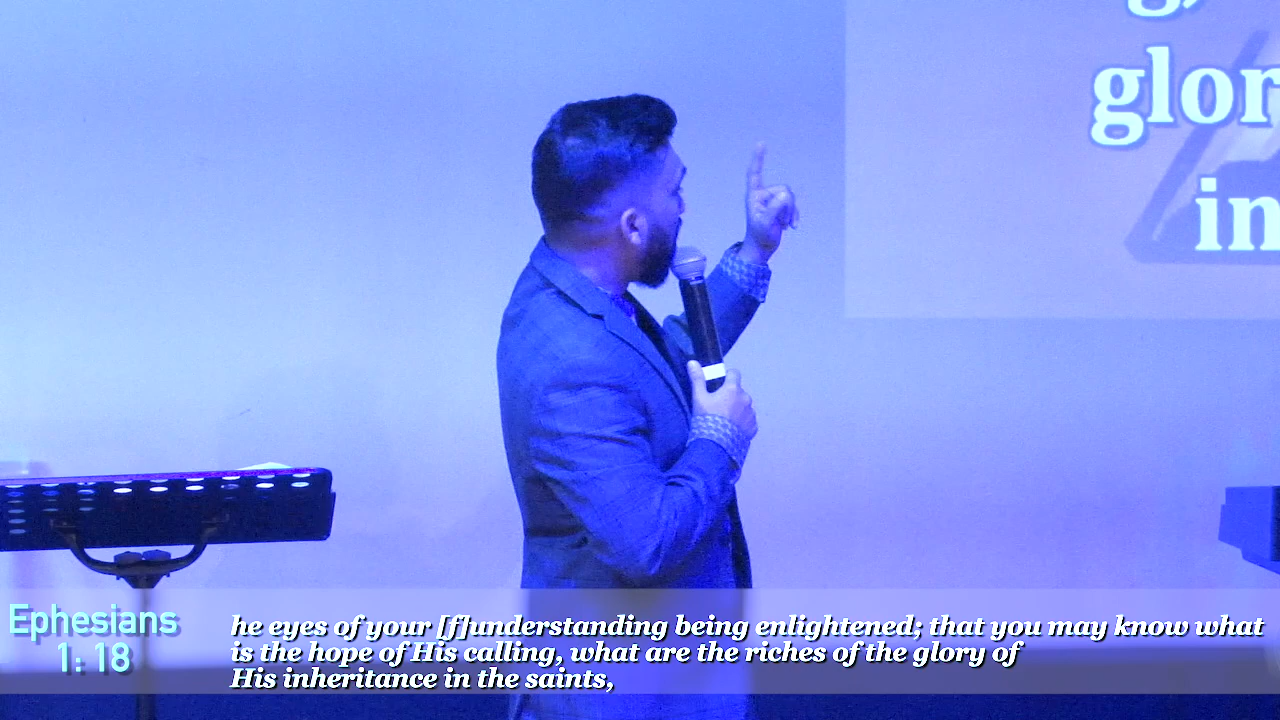 glor
in
Ephesians
1: 18
he eyes of your [f]understanding being enlightened; that you may know what
is the hope of His calling, what are the riches of the glory of
His inheritance in the saints,